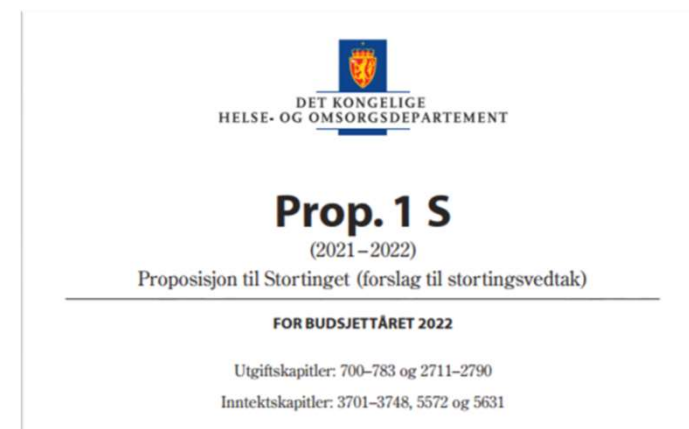 DET KONGELIGE
HELSE- OG OMSORGSDEPARTEMENT
Prop. 1 S
(2021–2022)
Proposisjon til Stortinget (forslag til stortingsvedtak)
FOR BUDSJETTÅRET 2022
Utgiftskapitler: 700–783 og 2711–2790
Inntektskapitler: 3701–3748, 5572 og 5631